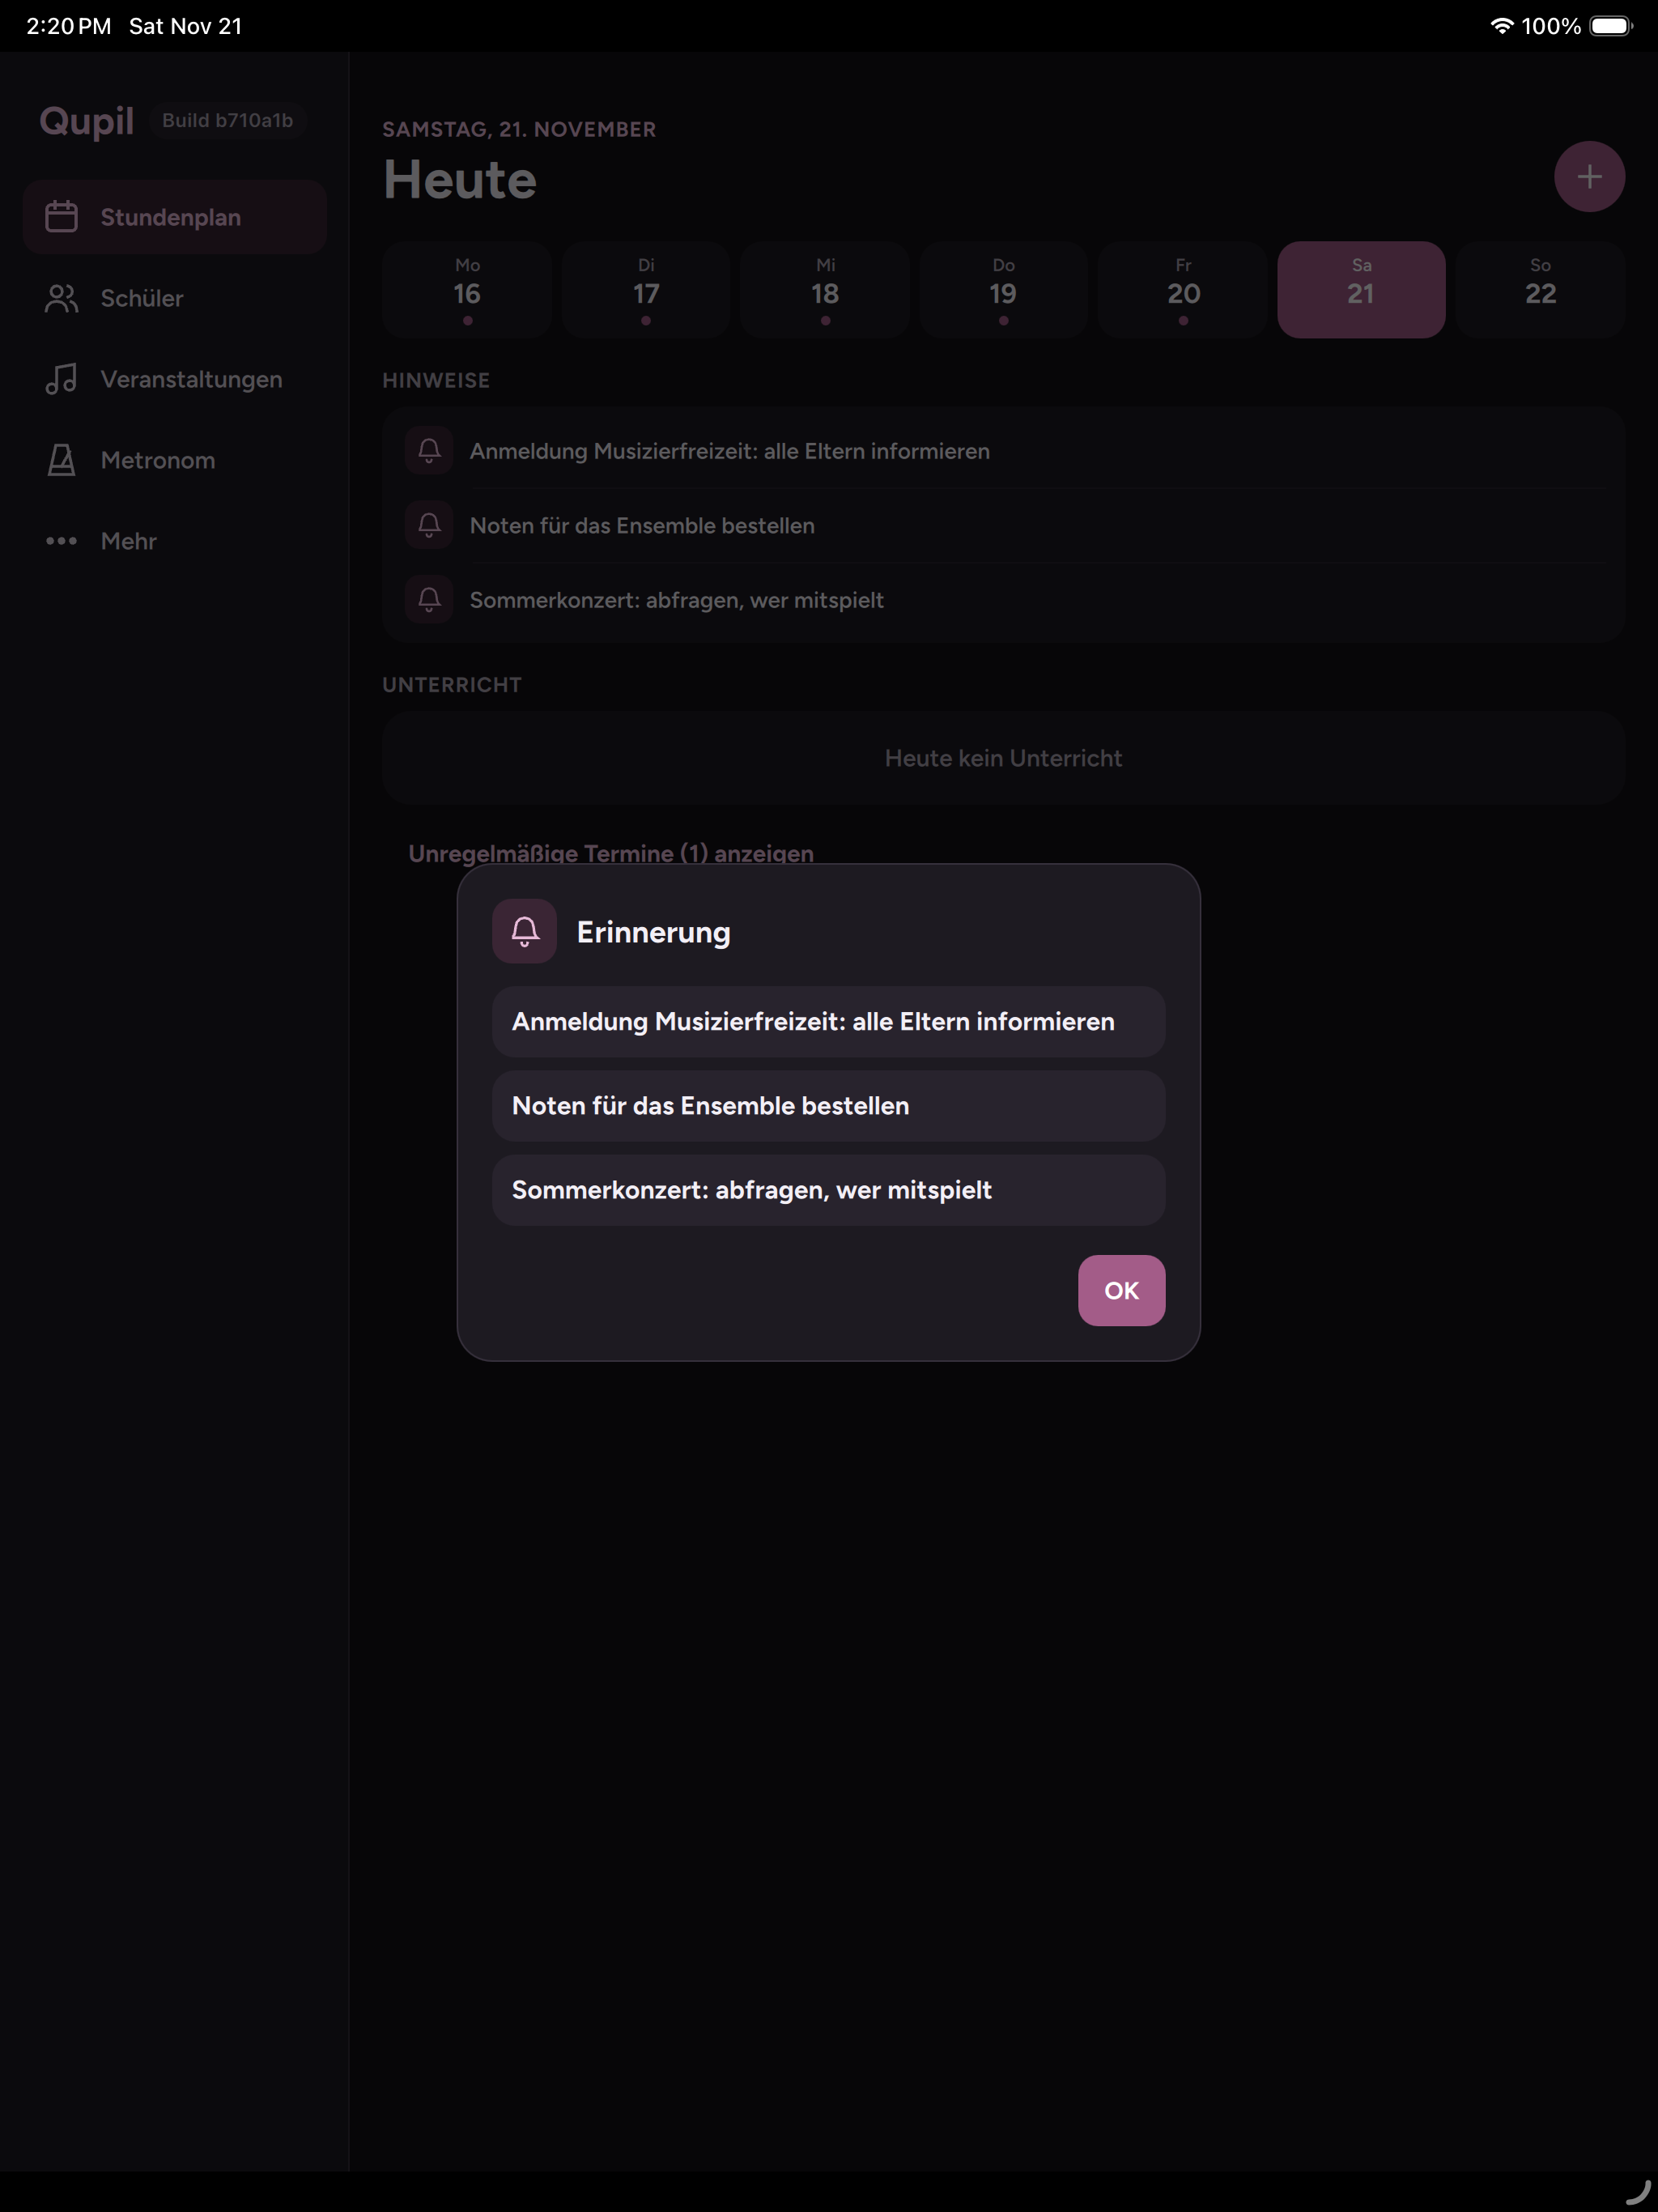 2:20 PM Sat Nov 21
100%
Qupil
Build b710a1b
Stundenplan
Schüler
Veranstaltungen
Metronom
Mehr
SAMSTAG, 21. NOVEMBER
Heute
Mo Di Mi Do Fr Sa So
16 17 18 19 20 21 22
HINWEISE
Anmeldung Musizierfreizeit: alle Eltern informieren
Noten für das Ensemble bestellen
Sommerkonzert: abfragen, wer mitspielt
UNTERRICHT
Heute kein Unterricht
Unregelmäßige Termine (1) anzeigen
Erinnerung
Anmeldung Musizierfreizeit: alle Eltern informieren
Noten für das Ensemble bestellen
Sommerkonzert: abfragen, wer mitspielt
OK